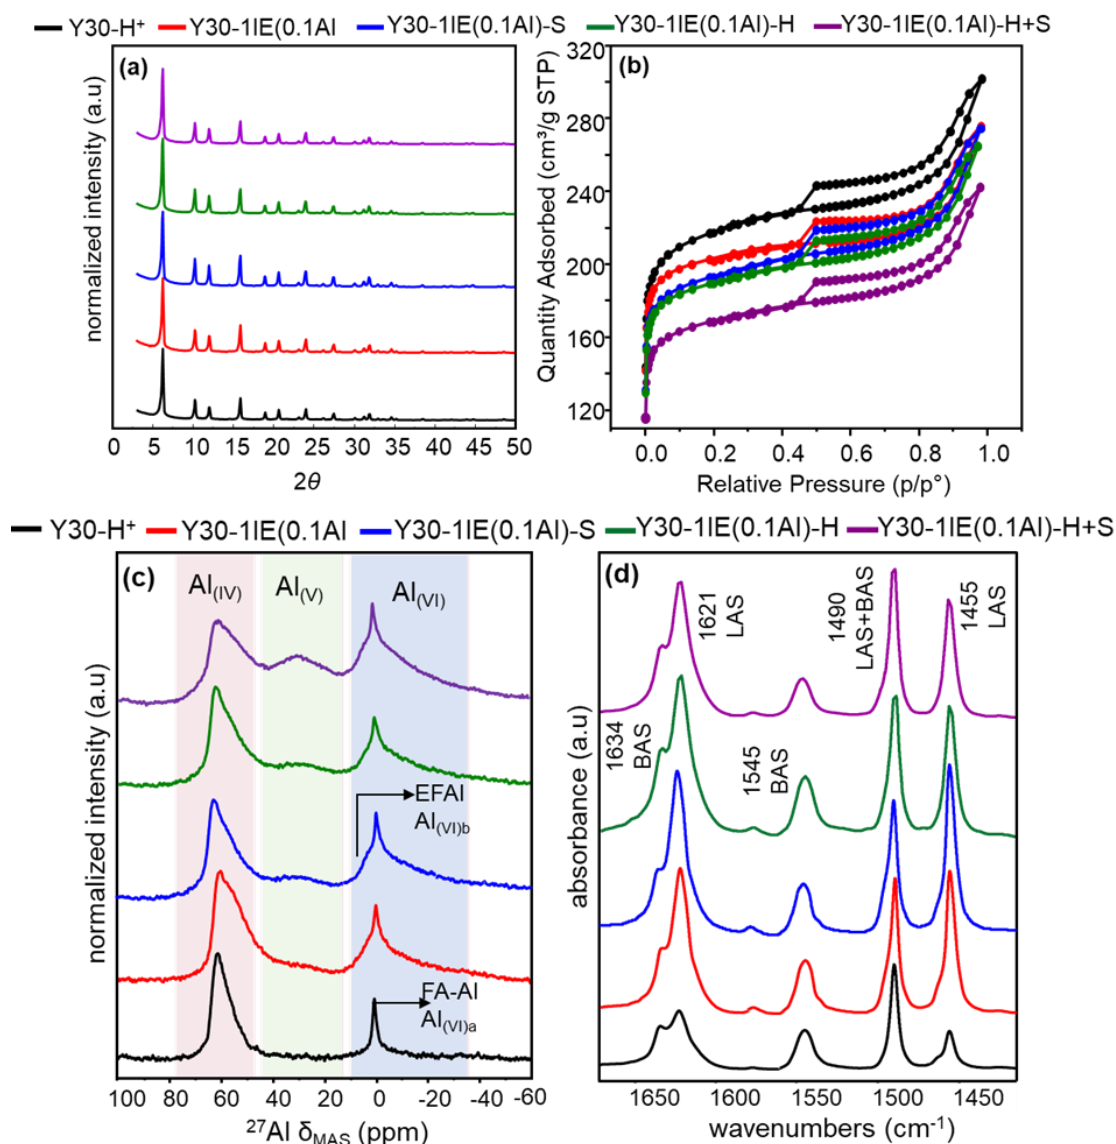 Y30-H⁺ Y30-1IE(0.1Al Y30-1IE(0.1Al)-S Y30-1IE(0.1Al)-H Y30-1IE(0.1Al)-H+S
(a)
normalized intensity (a.u)
0 5 10 15 20 25 30 35 40 45 50
2θ
(b)
Quantity Adsorbed (cm³/g STP)
320
280
240
200
160
120
0.0 0.2 0.4 0.6 0.8 1.0
Relative Pressure (p/p°)
Y30-H⁺ Y30-1IE(0.1Al Y30-1IE(0.1Al)-S Y30-1IE(0.1Al)-H Y30-1IE(0.1Al)-H+S
(c)
Al(IV) Al(V) Al(VI)
normalized intensity (a.u)
EFAl
Al(VI)b
FA-Al
Al(VI)a
100 80 60 40 20 0 -20 -40 -60
²⁷Al δMAS (ppm)
(d)
absorbance (a.u)
1634
BAS
1621
LAS
1545
BAS
1490
LAS+BAS
1455
LAS
1650 1600 1550 1500 1450
wavenumbers (cm⁻¹)